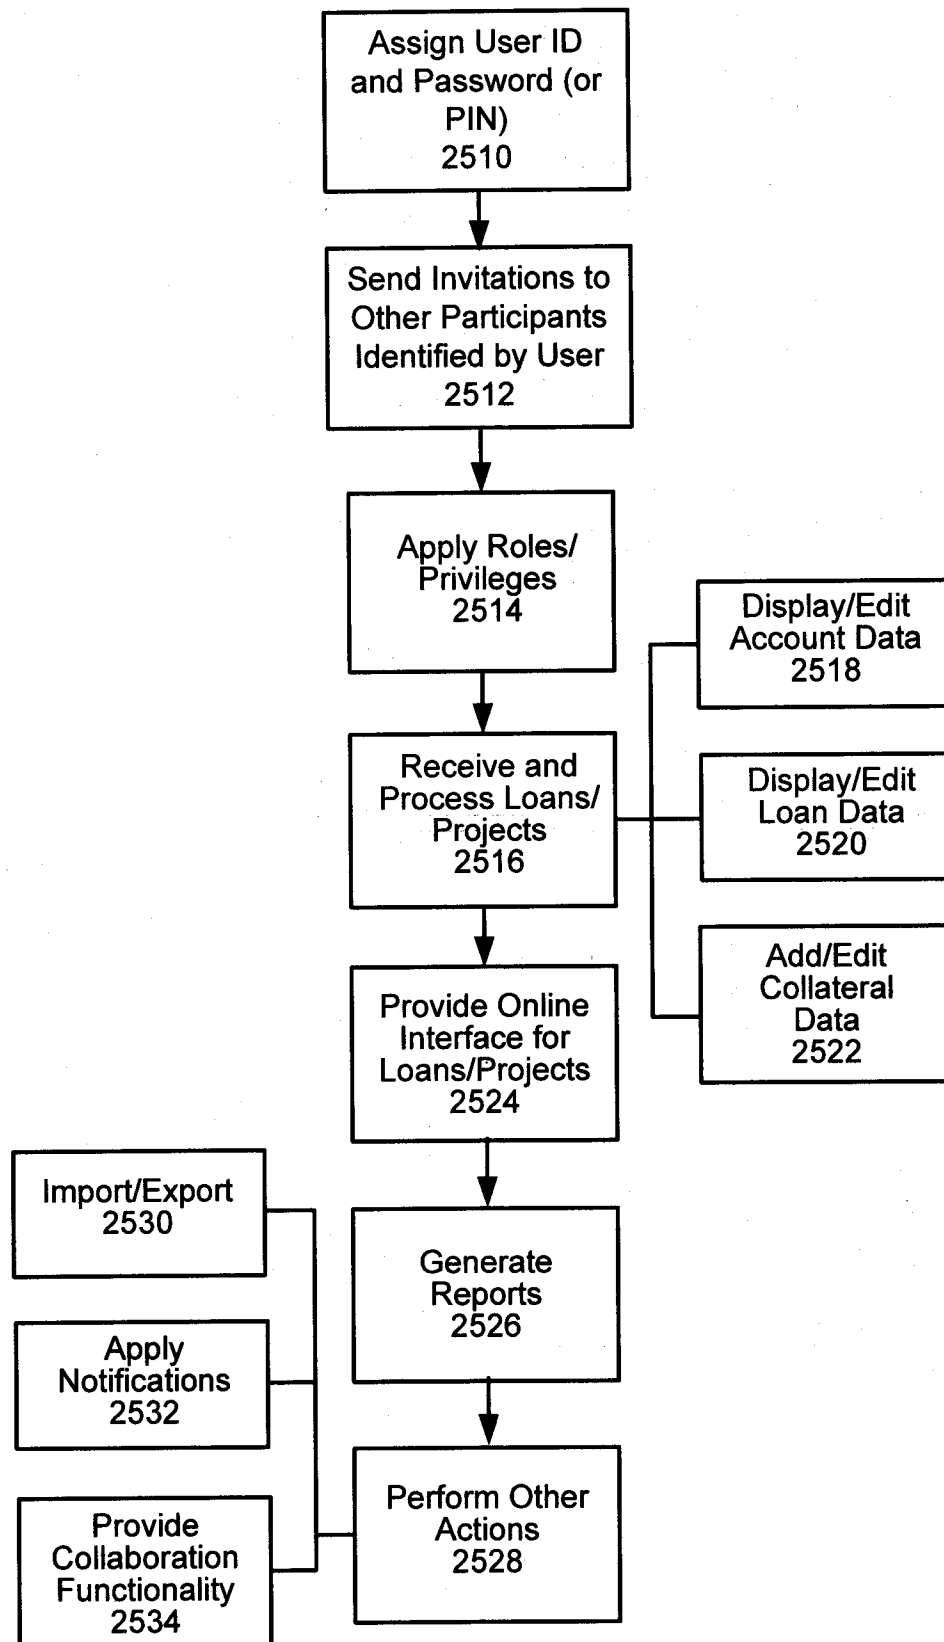 Assign User ID
and Password (or
PIN)
2510
Send Invitations to
Other Participants
Identified by User
2512
Apply Roles/
Privileges
2514
Receive and
Process Loans/
Projects
2516
Display/Edit
Account Data
2518
Display/Edit
Loan Data
2520
Add/Edit
Collateral
Data
2522
Provide Online
Interface for
Loans/Projects
2524
Generate
Reports
2526
Perform Other
Actions
2528
Import/Export
2530
Apply
Notifications
2532
Provide
Collaboration
Functionality
2534